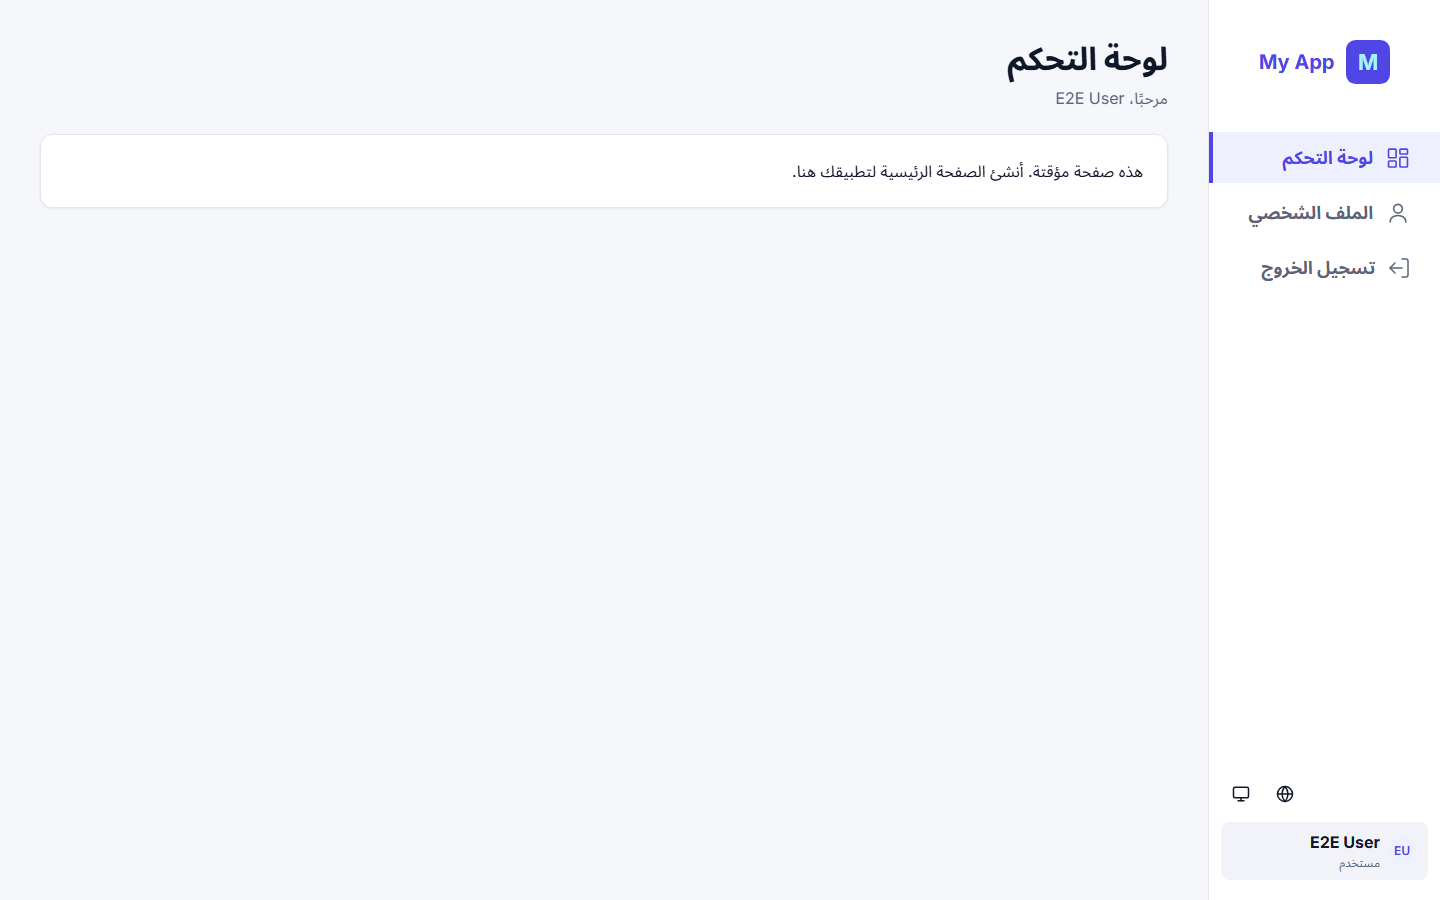 M My App
لوحة التحكم
الملف الشخصي
تسجيل الخروج
EU
E2E User
مستخدم
لوحة التحكم
مرحبًا، E2E User
هذه صفحة مؤقتة. أنشئ الصفحة الرئيسية لتطبيقك هنا.